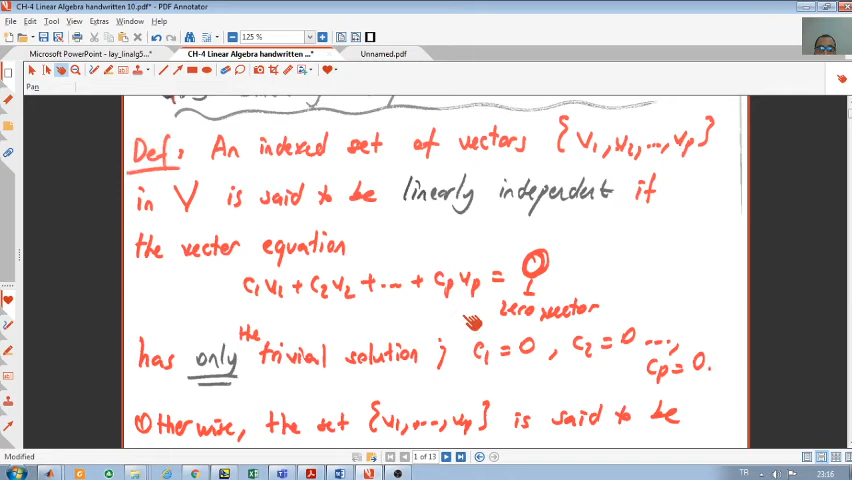 CH-4 Linear Algebra handwritten 10.pdf* - PDF Annotator
File Edit Tool View Extras Window Help
125 %
Microsoft PowerPoint - lay_linalg5...* CH-4 Linear Algebra handwritten ...* Unnamed.pdf
Pan
Def: An indexed set of vectors {v1, v2, ..., vp}
in V is said to be linearly independent if
the vector equation
c1v1 + c2v2 + ... + cpvp = 0
zero vector
has only the trivial solution ; c1 = 0, c2 = 0 ...,
cp = 0.
Otherwise, the set {v1, ..., vp} is said to be
Modified 1 of 13
TR 23:16